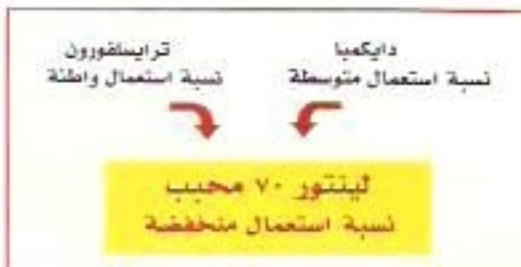 دايكمبا
نسبة استعمال متوسطة
ترايسلفورون
نسبة استعمال واطئة
لينتور ٧٠ محبب
نسبة استعمال منخفضة